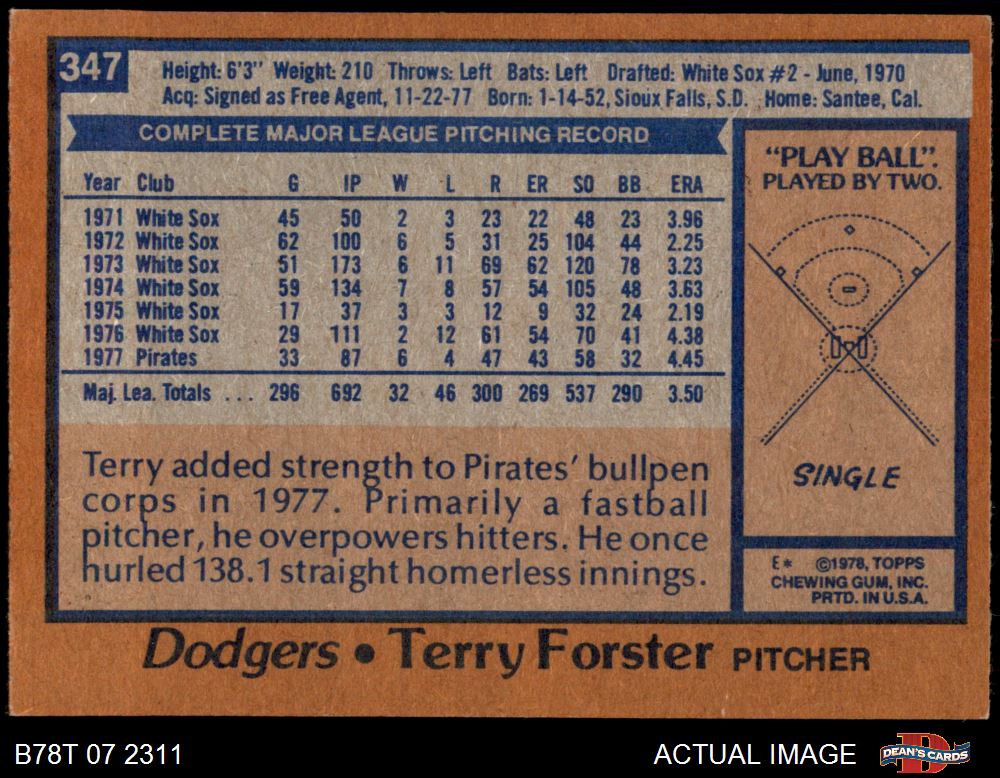 347
Height: 6'3" Weight: 210 Throws: Left Bats: Left Drafted: White Sox #2 - June, 1970
Acq: Signed as Free Agent, 11-22-77 Born: 1-14-52, Sioux Falls, S.D. Home: Santee, Cal.
COMPLETE MAJOR LEAGUE PITCHING RECORD
Year Club G IP W L R ER SO BB ERA
1971 White Sox 45 50 2 3 23 22 48 23 3.96
1972 White Sox 62 100 6 5 31 25 104 44 2.25
1973 White Sox 51 173 6 11 69 62 120 78 3.23
1974 White Sox 59 134 7 8 57 54 105 48 3.63
1975 White Sox 17 37 3 3 12 9 32 24 2.19
1976 White Sox 29 111 2 12 61 54 70 41 4.38
1977 Pirates 33 87 6 4 47 43 58 32 4.45
Maj. Lea. Totals ... 296 692 32 46 300 269 537 290 3.50
Terry added strength to Pirates' bullpen
corps in 1977. Primarily a fastball
pitcher, he overpowers hitters. He once
hurled 138.1 straight homerless innings.
"PLAY BALL".
PLAYED BY TWO.
SINGLE
E* ©1978, TOPPS
CHEWING GUM, INC.
PRTD. IN U.S.A.
Dodgers • Terry Forster PITCHER
B78T 07 2311
ACTUAL IMAGE
DEAN'S CARDS